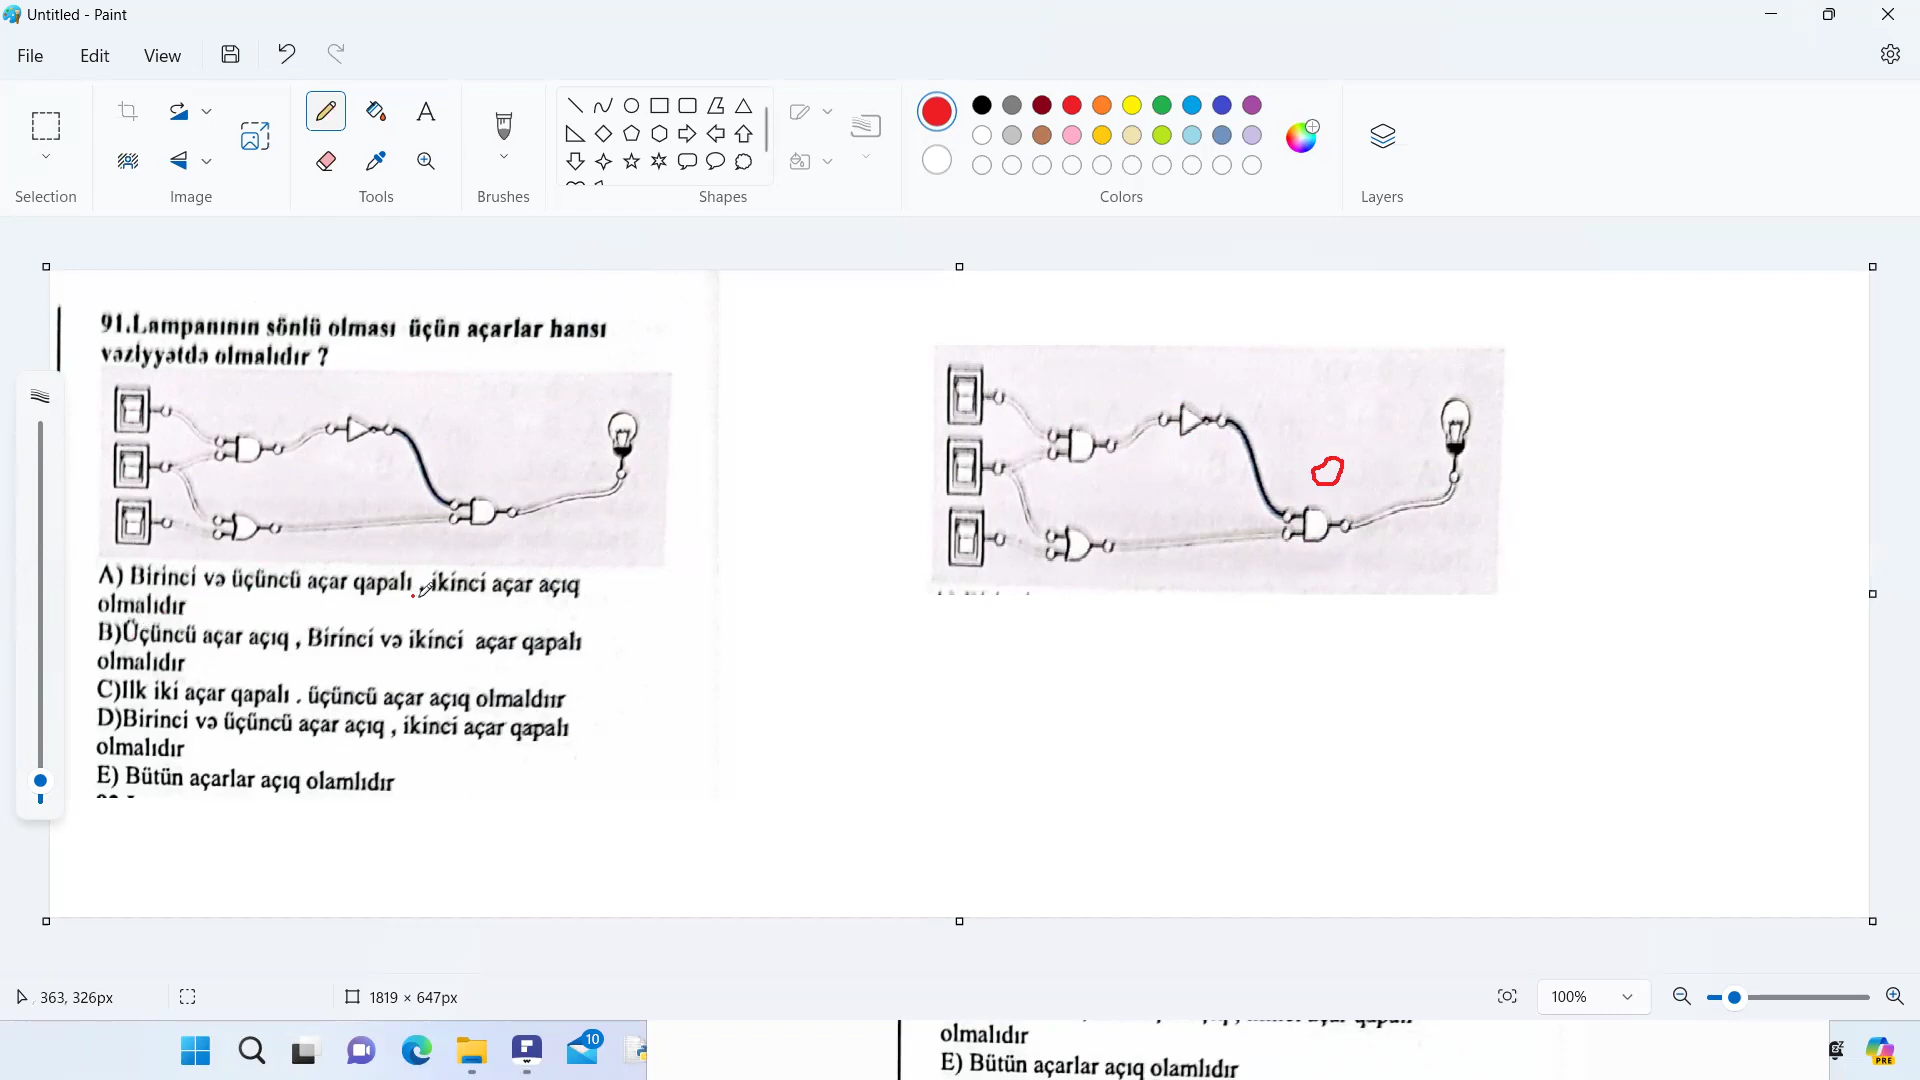 Untitled - Paint
File
Edit
View
Selection
Image
Tools
Brushes
Shapes
Colors
Layers
91.Lampanının sönlü olması üçün açarlar hansı
vəziyyətdə olmalıdır ?
A) Birinci və üçüncü açar qapalı , ikinci açar açıq
olmalıdır
B)Üçüncü açar açıq , Birinci və ikinci açar qapalı
olmalıdır
C)Ilk iki açar qapalı . üçüncü açar açıq olmaldıır
D)Birinci və üçüncü açar açıq , ikinci açar qapalı
olmalıdır
E) Bütün açarlar açıq olamlıdır
363, 326px
1819 × 647px
100%
10
PRE
olmalıdır
E) Bütün açarlar açıq olamlıdır